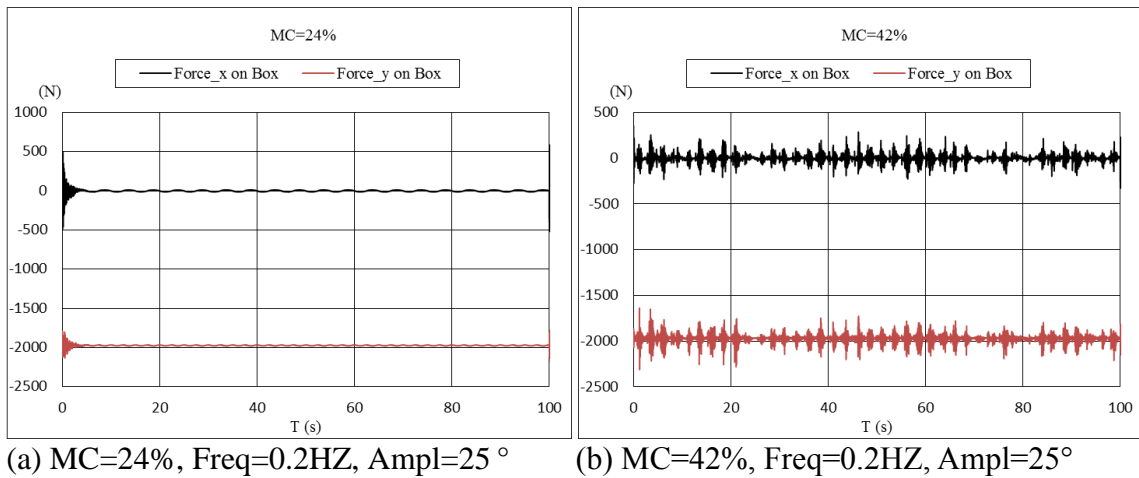 MC=24%
Force_x on Box Force_y on Box
(N)
1000
500
0
-500
-1000
-1500
-2000
-2500
0 20 40 60 80 100
T (s)
MC=42%
Force_x on Box Force_y on Box
(N)
500
0
-500
-1000
-1500
-2000
-2500
0 20 40 60 80 100
T (s)
(a) MC=24%, Freq=0.2HZ, Ampl=25 °
(b) MC=42%, Freq=0.2HZ, Ampl=25°